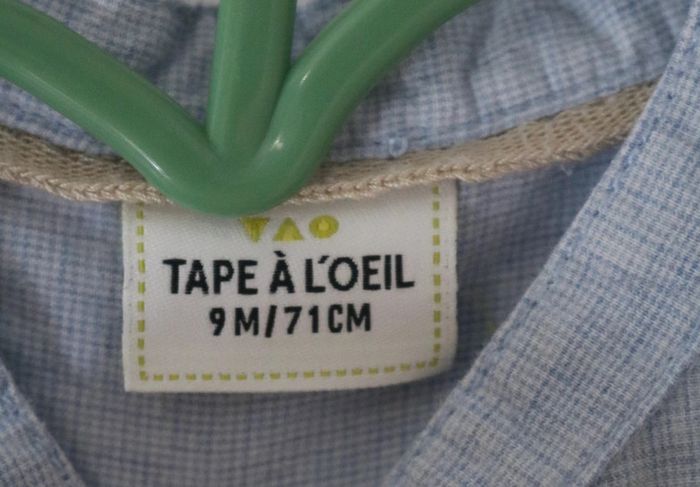 TAO
TAPE À L'OEIL
9M/71CM